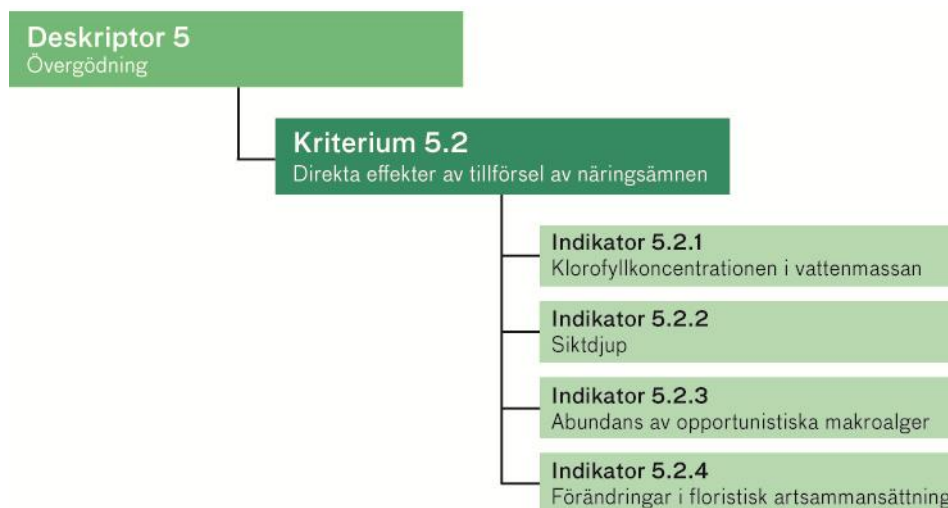 Deskriptor 5
Övergödning
Kriterium 5.2
Direkta effekter av tillförsel av näringsämnen
Indikator 5.2.1
Klorofyllkoncentrationen i vattenmassan
Indikator 5.2.2
Siktdjup
Indikator 5.2.3
Abundans av opportunistiska makroalger
Indikator 5.2.4
Förändringar i floristisk artsammansättning